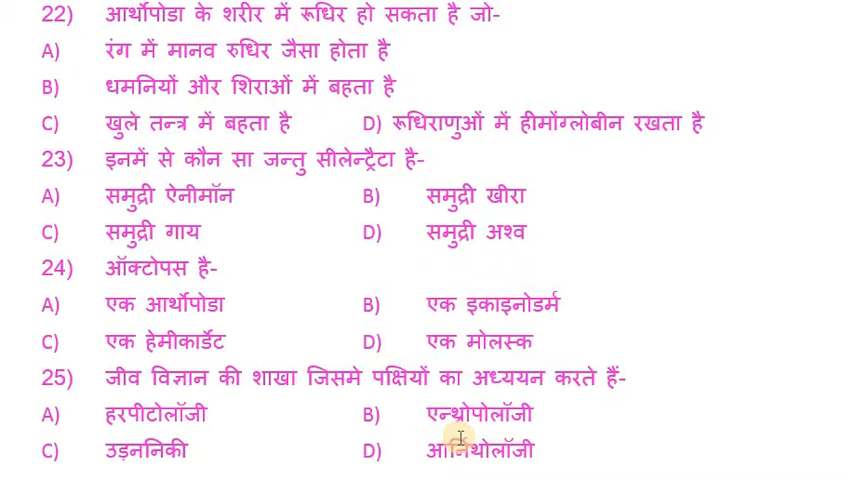 22) आर्थोपोडा के शरीर में रूधिर हो सकता है जो-
A) रंग में मानव रुधिर जैसा होता है
B) धमनियों और शिराओं में बहता है
C) खुले तन्त्र में बहता है D) रूधिराणुओं में हीमोंग्लोबीन रखता है
23) इनमें से कौन सा जन्तु सीलेन्ट्रैटा है-
A) समुद्री ऐनीमॉन B) समुद्री खीरा
C) समुद्री गाय D) समुद्री अश्व
24) ऑक्टोपस है-
A) एक आर्थोपोडा B) एक इकाइनोडर्म
C) एक हेमीकार्डेट D) एक मोलस्क
25) जीव विज्ञान की शाखा जिसमे पक्षियों का अध्ययन करते हैं-
A) हरपीटोलॉजी B) एन्थ्रोपोलॉजी
C) उड़ननिकी D) आर्निथोलॉजी